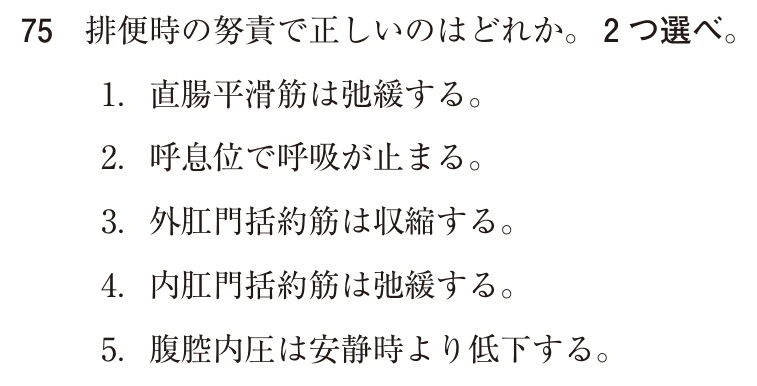 75 排便時の努責で正しいのはどれか。2つ選べ。
1. 直腸平滑筋は弛緩する。
2. 呼息位で呼吸が止まる。
3. 外肛門括約筋は収縮する。
4. 内肛門括約筋は弛緩する。
5. 腹腔内圧は安静時より低下する。